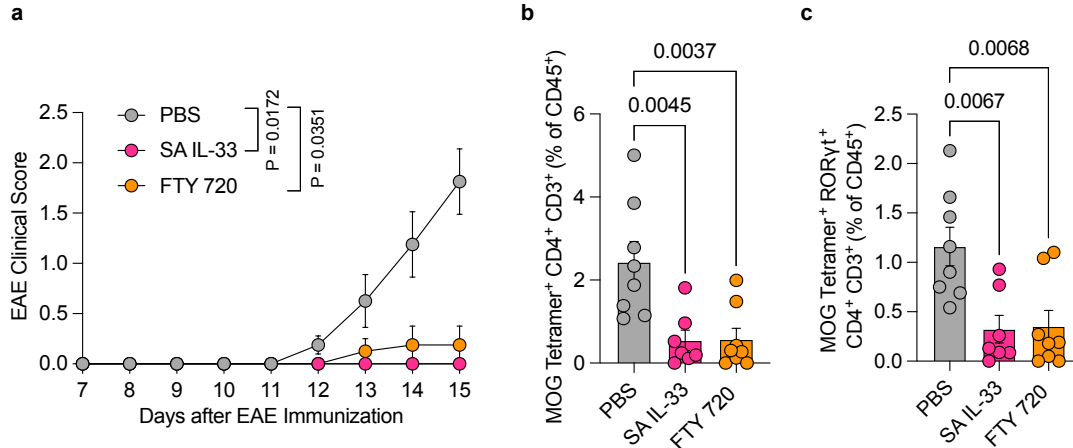 a
PBS
SA IL-33
FTY 720
P = 0.0172
P = 0.0351
EAE Clinical Score
2.5
2.0
1.5
1.0
0.5
0.0
7 8 9 10 11 12 13 14 15
Days after EAE Immunization
b
0.0037
0.0045
MOG Tetramer⁺ CD4⁺ CD3⁺ (% of CD45⁺)
6
4
2
0
PBS
SA IL-33
FTY 720
c
0.0068
0.0067
MOG Tetramer⁺ RORγt⁺
CD4⁺ CD3⁺ (% of CD45⁺)
2.5
2.0
1.5
1.0
0.5
0.0
PBS
SA IL-33
FTY 720